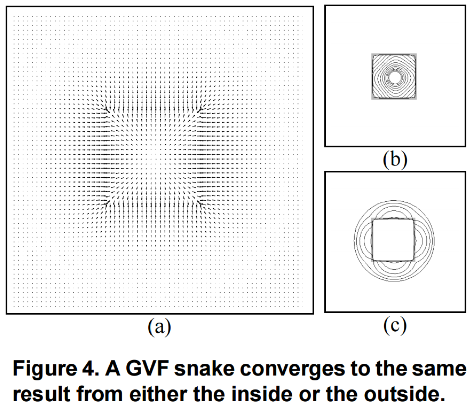 (a)
(b)
(c)
Figure 4. A GVF snake converges to the same
result from either the inside or the outside.